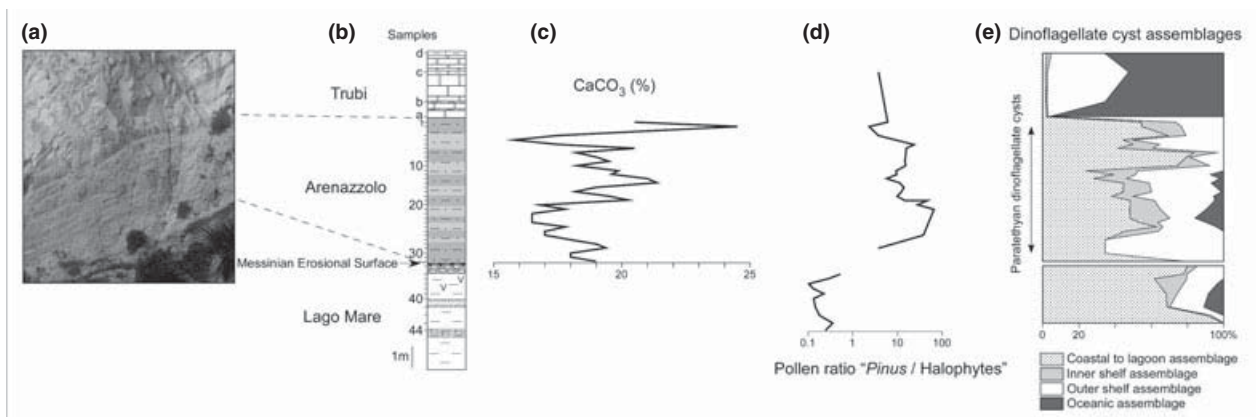 (a)
(b)
(c)
(d)
(e)
Samples
Dinoflagellate cyst assemblages
d
c
b
a
Trubi
CaCO3 (%)
10
Arenazzolo
20
30
Messinian Erosional Surface
15
20
25
V
V
V
40
Lago Mare
44
1m
0.1
1
10
100
Pollen ratio "Pinus / Halophytes"
Paratethyan dinoflagellate cysts
0
20
100%
Coastal to lagoon assemblage
Inner shelf assemblage
Outer shelf assemblage
Oceanic assemblage